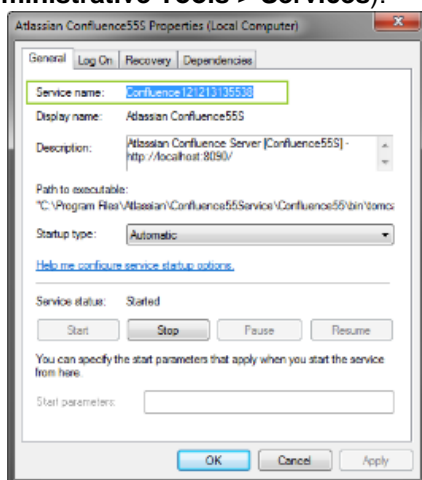 ministrative Tools > Services).
Atlassian Confluence55S Properties (Local Computer)
General Log On Recovery Dependencies
Service name: Confluence121213135538
Display name: Atlassian Confluence55S
Description: Atlassian Confluence Server [Confluence55S] -
http://localhost:8090/
Path to executable:
"C:\Program Files\Atlassian\Confluence55Service\Confluence55\bin\tomca
Startup type: Automatic
Help me configure service startup options.
Service status: Started
Start Stop Pause Resume
You can specify the start parameters that apply when you start the service
from here.
Start parameters:
OK Cancel Apply